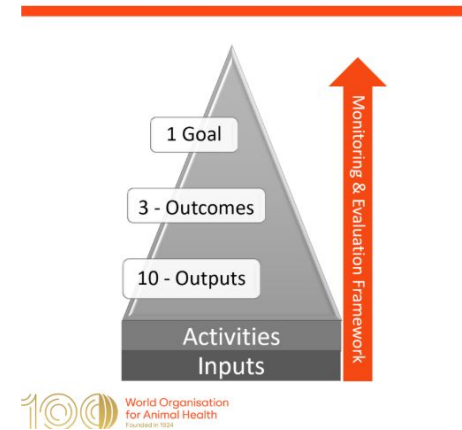 1 Goal
3 - Outcomes
10 - Outputs
Activities
Inputs
Monitoring & Evaluation Framework
100
World Organisation
for Animal Health
Founded in 1924